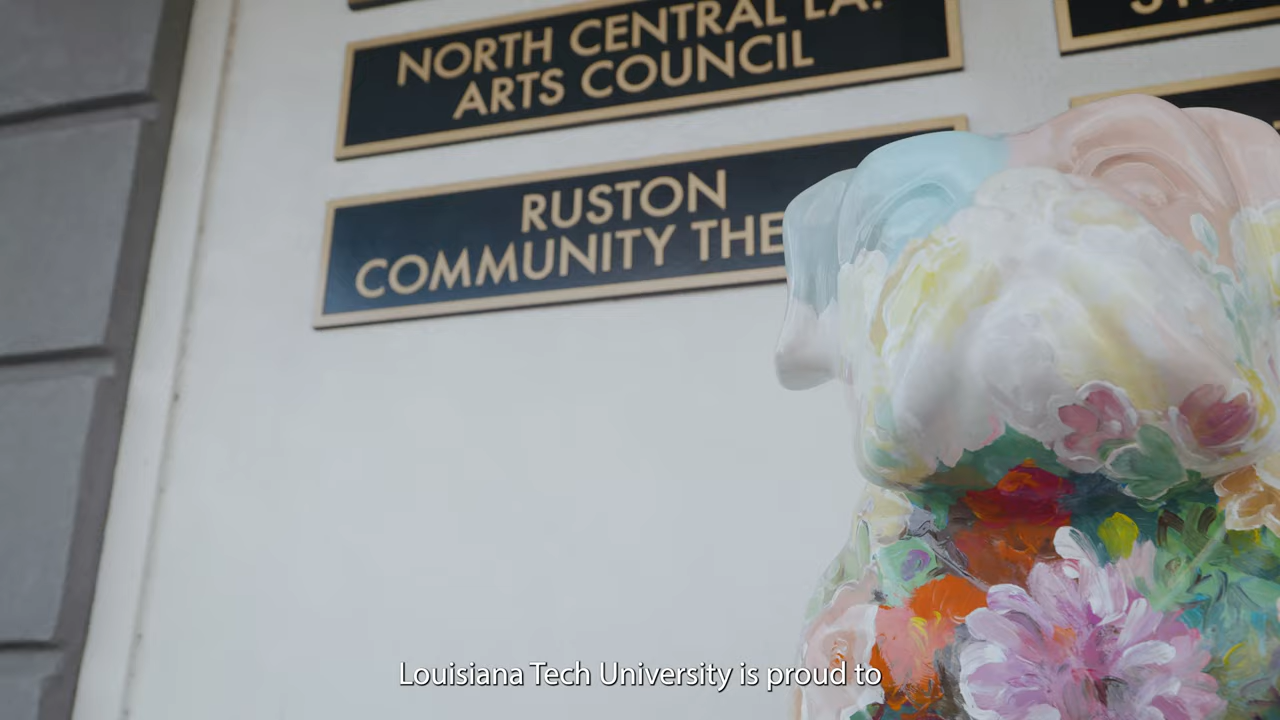 NORTH CENTRAL LA.
ARTS COUNCIL
RUSTON
COMMUNITY THE
Louisiana Tech University is proud to